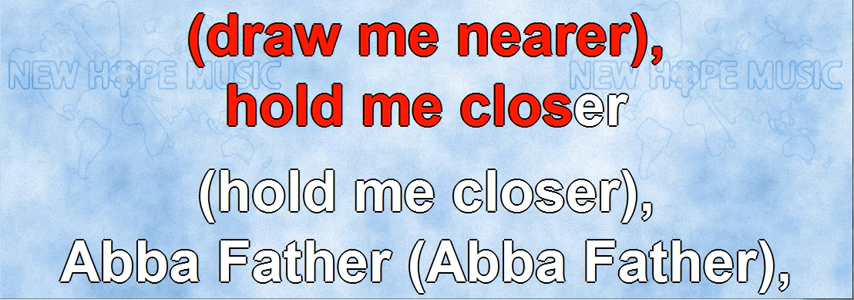 (draw me nearer),
NEW HOPE MUSIC NEW HOPE MUSIC
hold me closer
(hold me closer),
Abba Father (Abba Father),